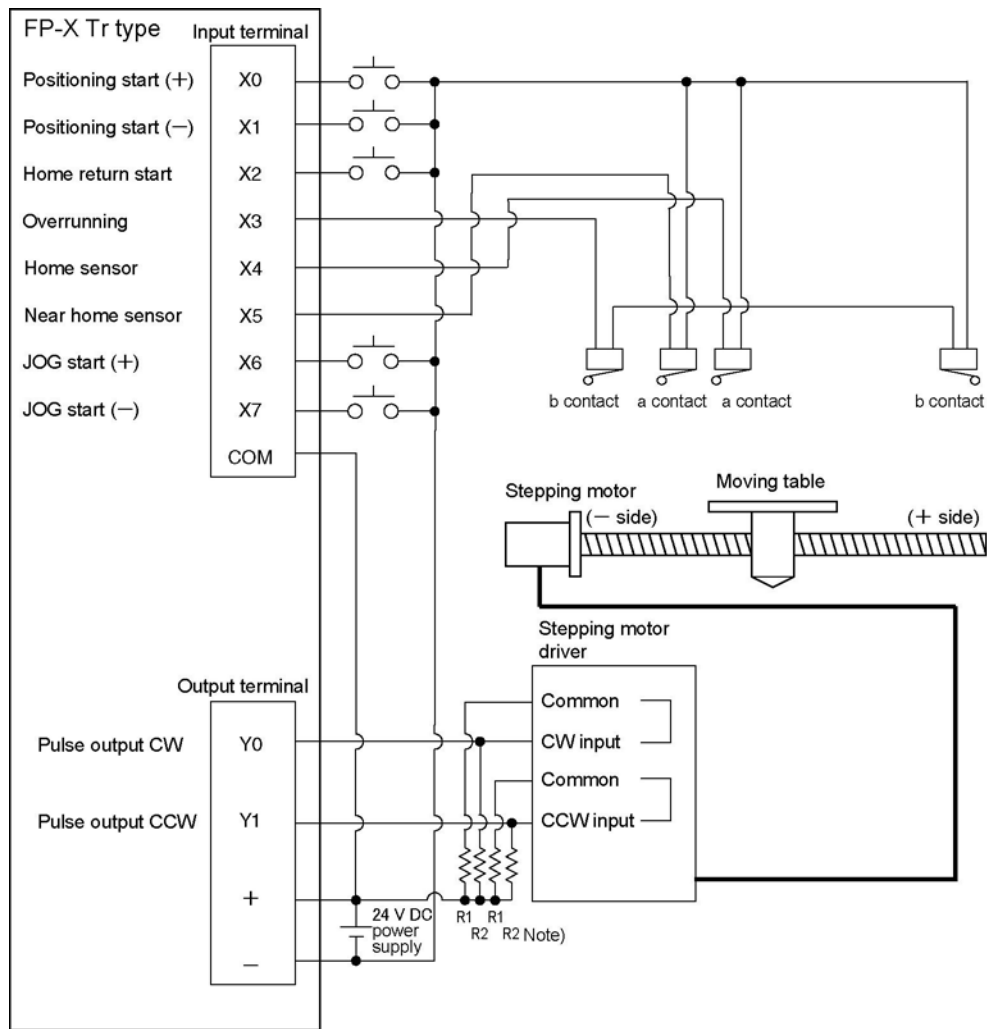 FP-X Tr type
Input terminal
Positioning start (+)
X0
Positioning start (−)
X1
Home return start
X2
Overrunning
X3
Home sensor
X4
Near home sensor
X5
JOG start (+)
X6
JOG start (−)
X7
COM
b contact
a contact
a contact
b contact
Stepping motor
(− side)
Moving table
(+ side)
Stepping motor
driver
Common
CW input
Common
CCW input
Output terminal
Pulse output CW
Y0
Pulse output CCW
Y1
+
−
24 V DC
power
supply
R1
R2
R1
R2 Note)